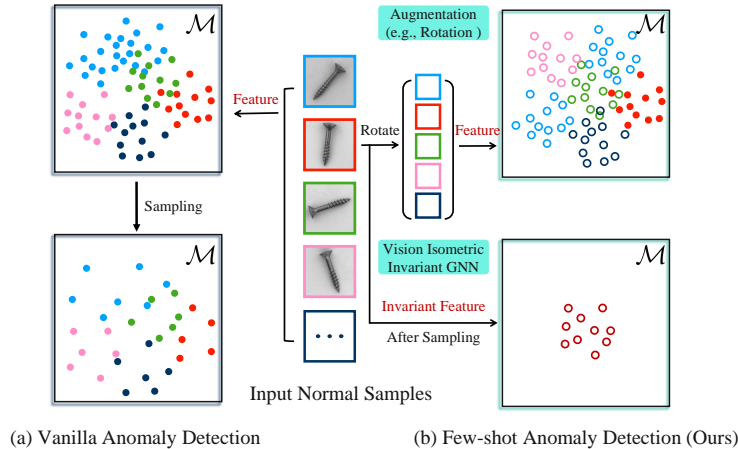 M
Augmentation
(e.g., Rotation )
M
Feature
Rotate
Feature
Sampling
M
Vision Isometric
Invariant GNN
M
Invariant Feature
After Sampling
...
Input Normal Samples
(a) Vanilla Anomaly Detection
(b) Few-shot Anomaly Detection (Ours)